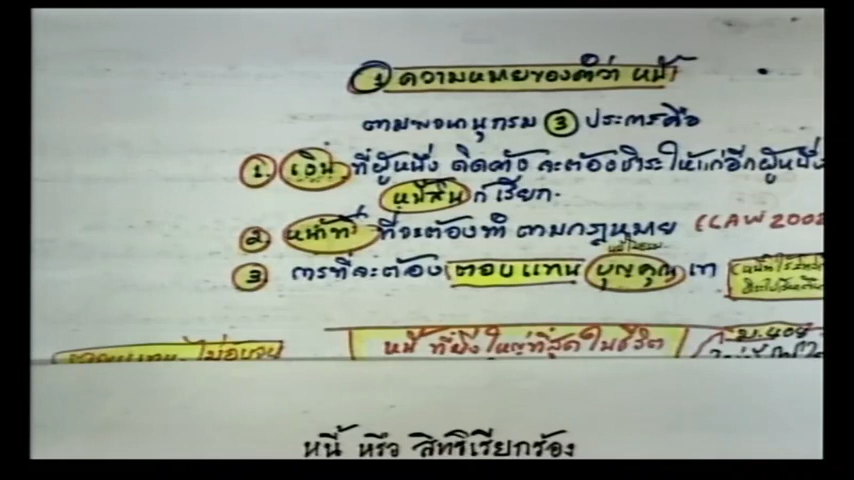 1 ความหมายของคำว่า หนี้
ตามพจนานุกรม 3 ประการคือ
1. เงิน ที่ผู้หนึ่ง ติดค้าง จะต้องชำระให้แก่อีกผู้หนึ่ง
หนี้สิน ก็เรียก.
2 หน้าที่ ที่จะต้องทำ ตามกฎหมาย (LAW 2002
3 การที่จะต้อง ตอบแทน บุญคุณ เขา
หนี้ ที่ยิ่งใหญ่ที่สุดในชีวิต
หนี้ หรือ สิทธิเรียกร้อง